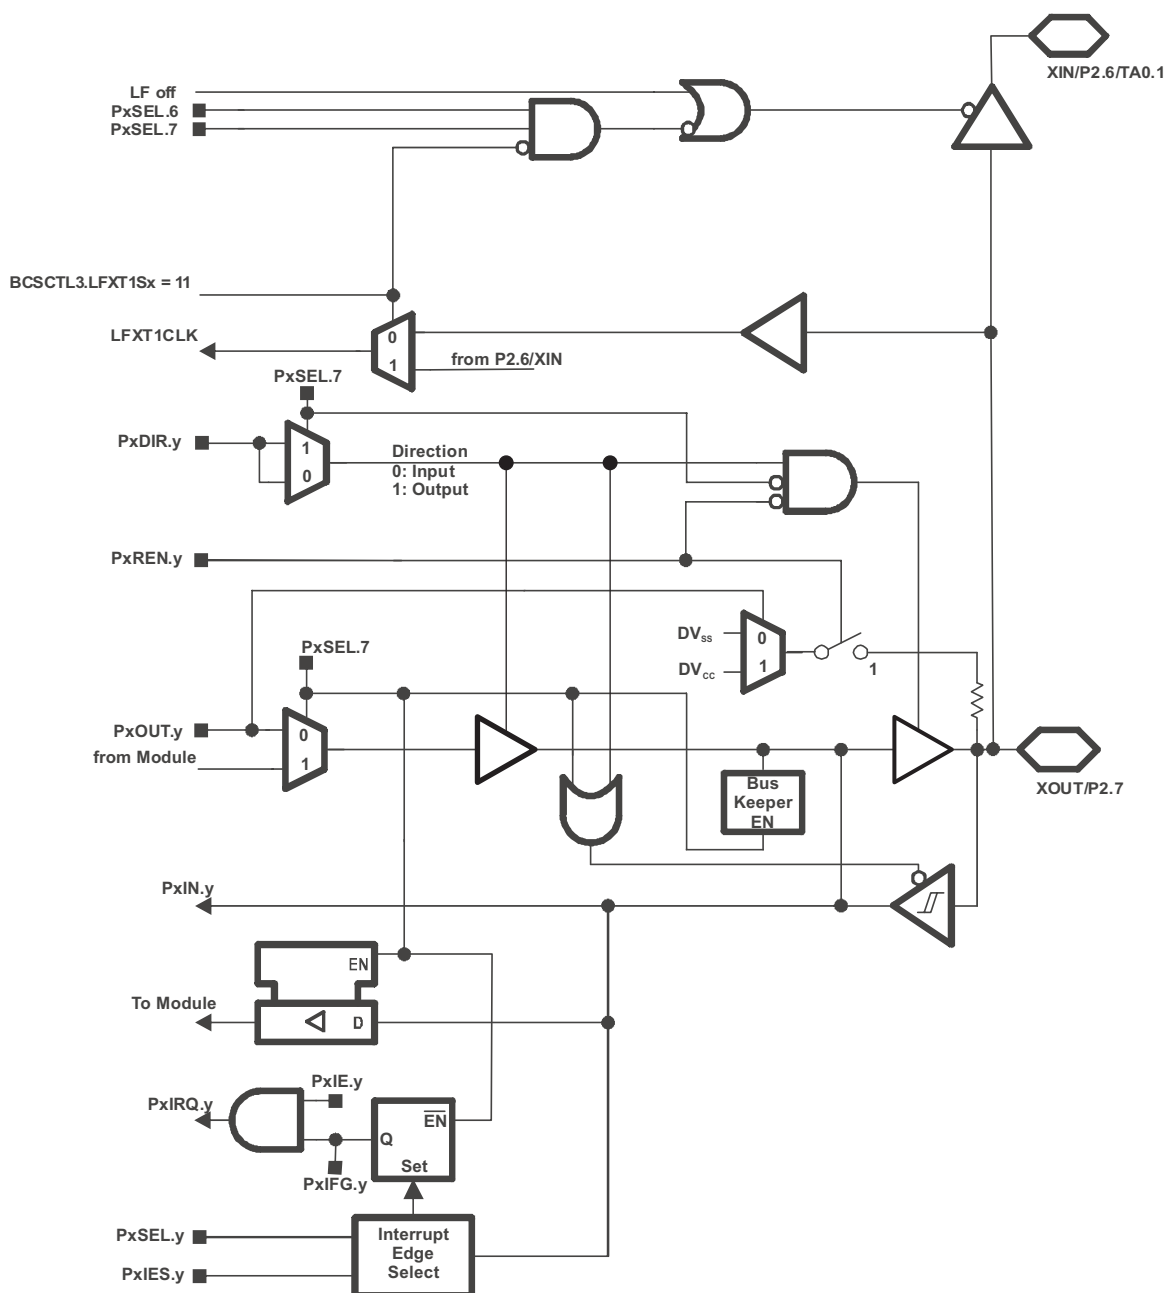 XIN/P2.6/TA0.1
LF off
PxSEL.6
PxSEL.7
BCSCTL3.LFXT1Sx = 11
LFXT1CLK
0
1
from P2.6/XIN
PxSEL.7
PxDIR.y
1
0
Direction
0: Input
1: Output
PxREN.y
DVSS
0
DVCC
1
1
PxSEL.7
PxOUT.y
0
from Module
1
Bus
Keeper
EN
XOUT/P2.7
PxIN.y
EN
To Module
D
PxIE.y
PxIRQ.y
EN
Q
Set
PxIFG.y
PxSEL.y
Interrupt
Edge
Select
PxIES.y